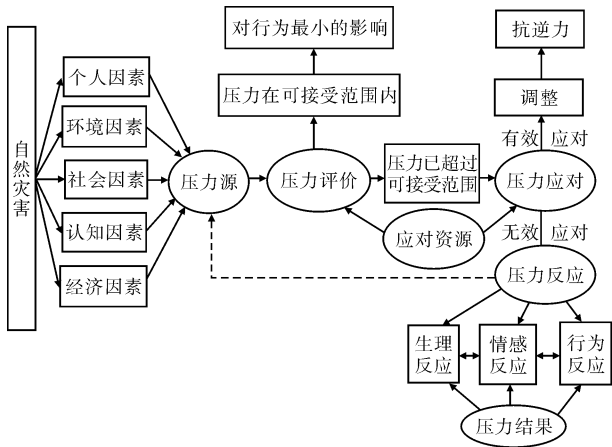 自然灾害
个人因素
环境因素
社会因素
认知因素
经济因素
压力源
对行为最小的影响
压力在可接受范围内
压力评价
压力已超过
可接受范围
应对资源
抗逆力
调整
有效 应对
压力应对
无效 应对
压力反应
生理
反应
情感
反应
行为
反应
压力结果